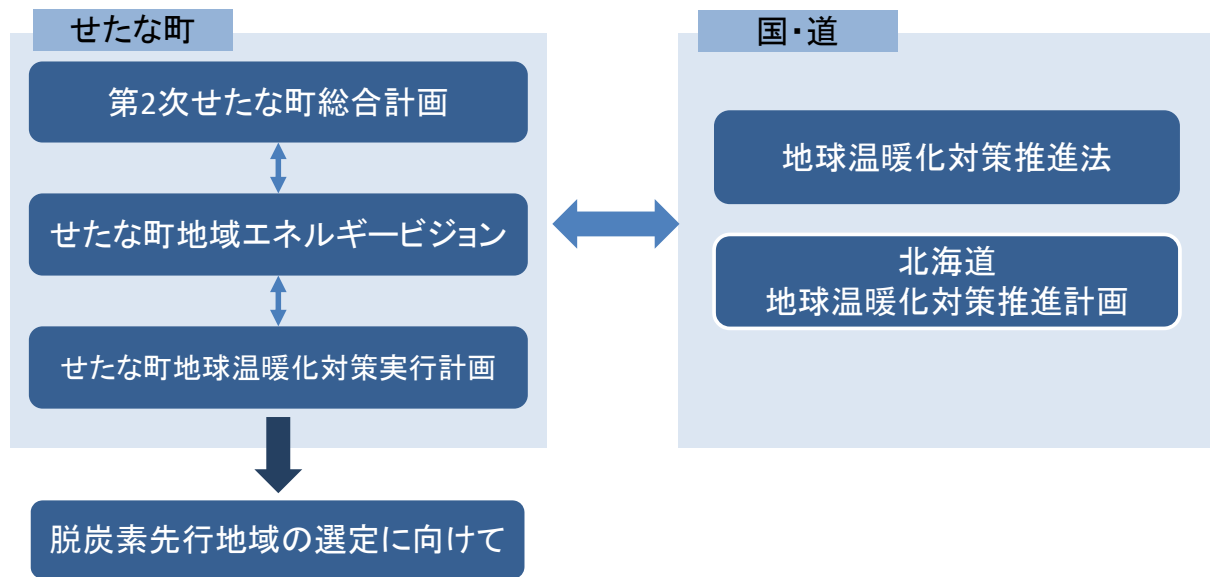 せたな町
第2次せたな町総合計画
せたな町地域エネルギービジョン
せたな町地球温暖化対策実行計画
脱炭素先行地域の選定に向けて
国・道
地球温暖化対策推進法
北海道
地球温暖化対策推進計画